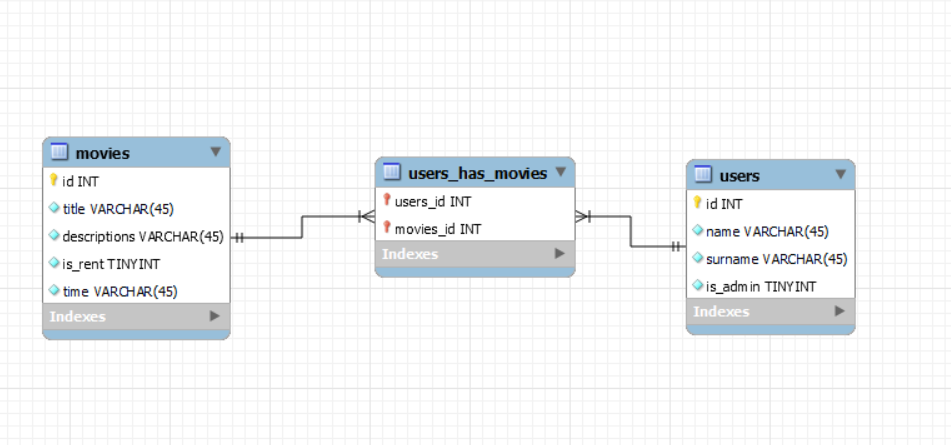 movies
id INT
title VARCHAR(45)
descriptions VARCHAR(45)
is_rent TINYINT
time VARCHAR(45)
Indexes
users_has_movies
users_id INT
movies_id INT
Indexes
users
id INT
name VARCHAR(45)
surname VARCHAR(45)
is_admin TINYINT
Indexes